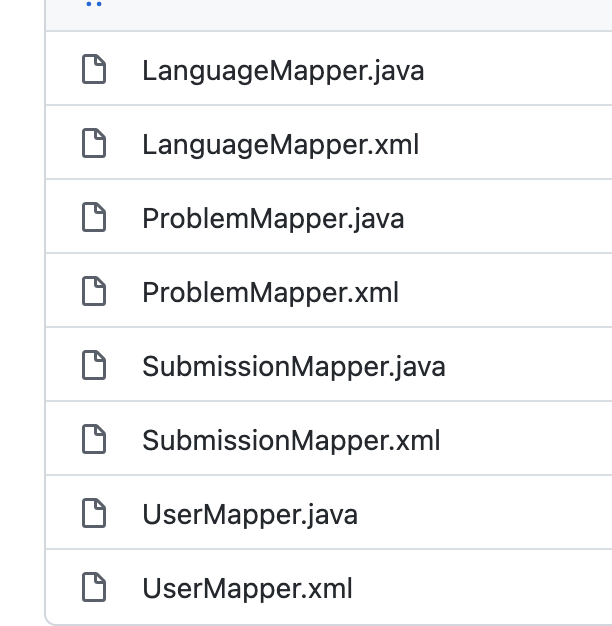 ..
LanguageMapper.java
LanguageMapper.xml
ProblemMapper.java
ProblemMapper.xml
SubmissionMapper.java
SubmissionMapper.xml
UserMapper.java
UserMapper.xml